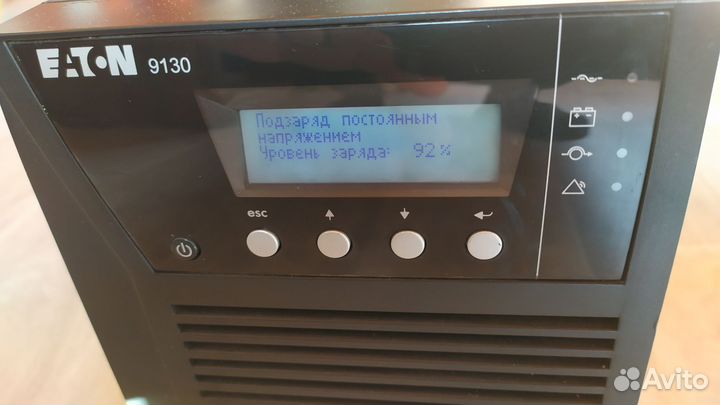 EATON 9130
Подзаряд постоянным
напряжением
Уровень заряда: 92%
esc
Avito